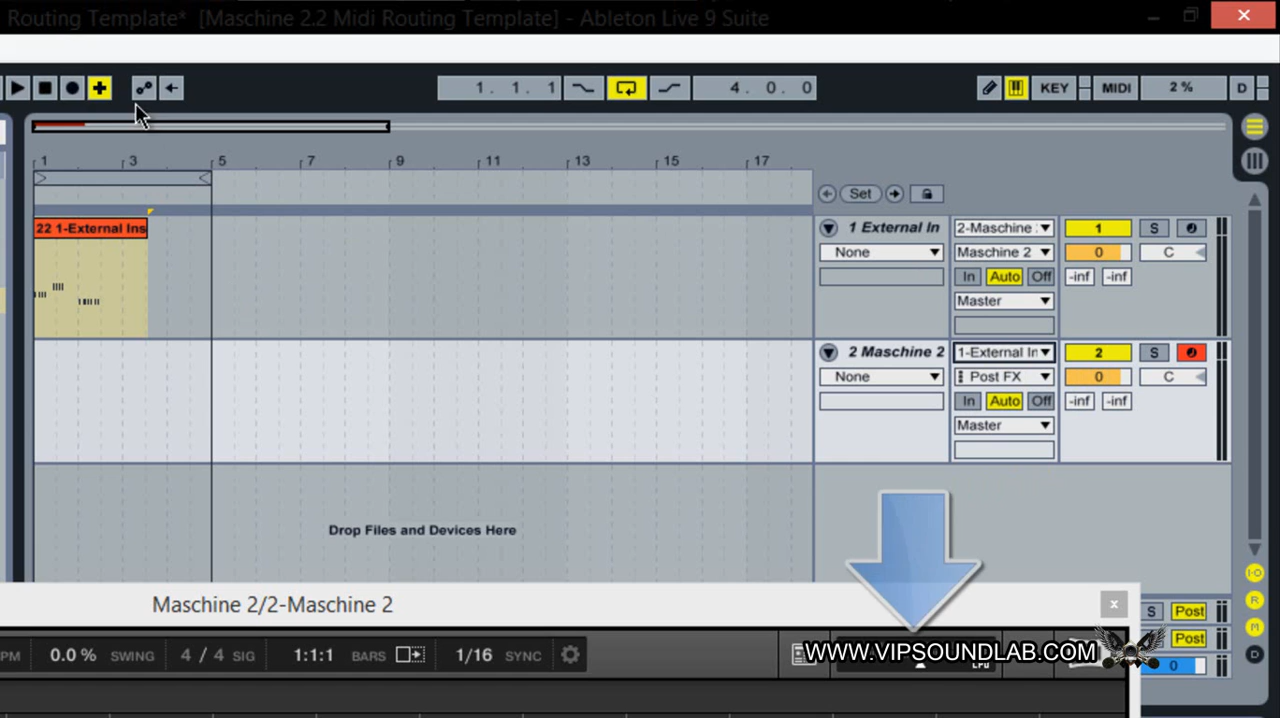 Routing Template*  [Maschine 2.2 Midi Routing Template] - Ableton Live 9 Suite
1. 1. 1
4. 0. 0
KEY
MIDI
2 %
D
1 3 5 7 9 11 13 15 17
Set
22 1-External Ins
1 External In
2-Maschine
1
S
None
Maschine 2
0
C
In Auto Off
-inf -inf
Master
2 Maschine 2
1-External In
2
S
None
Post FX
0
C
In Auto Off
-inf -inf
Master
Drop Files and Devices Here
I-O
R
M
D
S Post
Post
0
Maschine 2/2-Maschine 2
x
PM
0.0 % SWING
4 / 4 SIG
1:1:1 BARS
1/16 SYNC
WWW.VIPSOUNDLAB.COM